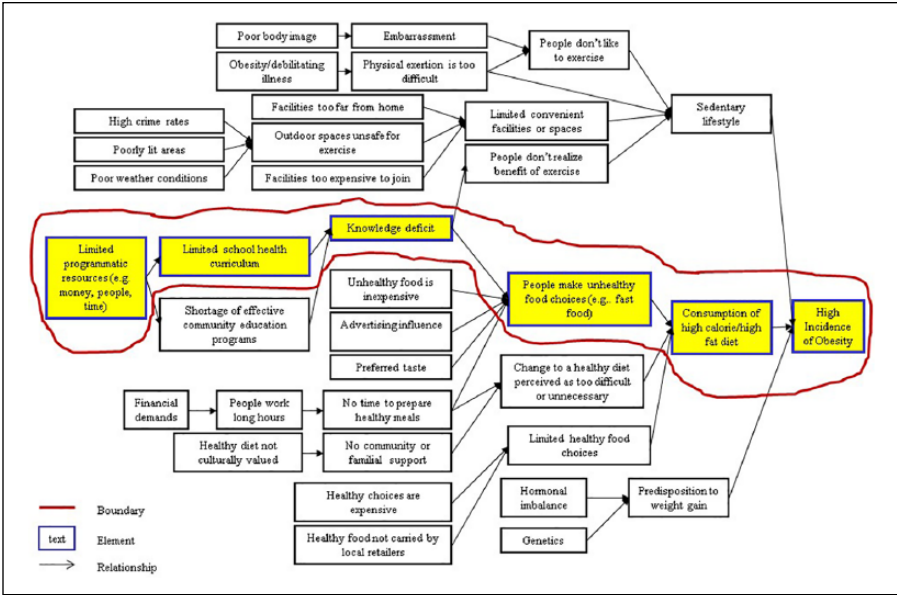 Poor body image
Embarrassment
People don't like
to exercise
Obesity/debilitating
illness
Physical exertion is too
difficult
Sedentary
lifestyle
High crime rates
Poorly lit areas
Poor weather conditions
Facilities too far from home
Outdoor spaces unsafe for
exercise
Facilities too expensive to join
Limited convenient
facilities or spaces
People don't realize
benefit of exercise
Limited
programmatic
resources (e.g.
money, people,
time)
Limited school health
curriculum
Knowledge deficit
Shortage of effective
community education
programs
Unhealthy food is
inexpensive
Advertising influence
Preferred taste
People make unhealthy
food choices (e.g,. fast
food)
Consumption of
high calorie/high
fat diet
High
Incidence
of Obesity
Change to a healthy diet
perceived as too difficult
or unnecessary
Financial
demands
People work
long hours
No time to prepare
healthy meals
Healthy diet not
culturally valued
No community or
familial support
Limited healthy food
choices
Healthy choices are
expensive
Healthy food not carried by
local retailers
Hormonal
imbalance
Genetics
Predisposition to
weight gain
Boundary
text
Element
Relationship